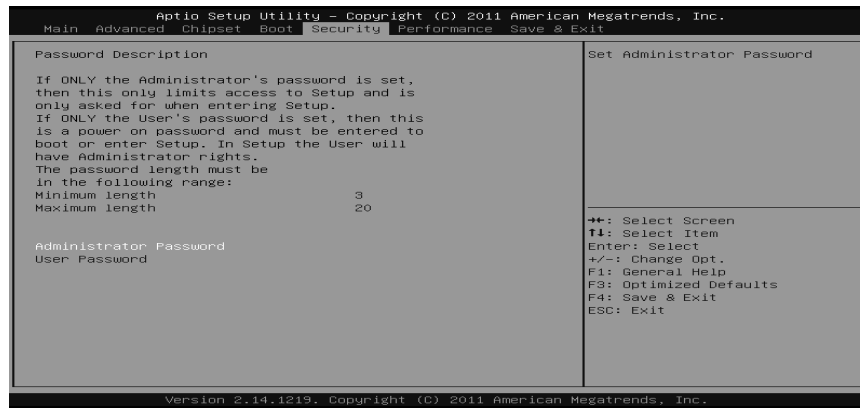 Aptio Setup Utility – Copyright (C) 2011 American Megatrends, Inc.
Main Advanced Chipset Boot Security Performance Save & Exit
Password Description
If ONLY the Administrator's password is set,
then this only limits access to Setup and is
only asked for when entering Setup.
If ONLY the User's password is set, then this
is a power on password and must be entered to
boot or enter Setup. In Setup the User will
have Administrator rights.
The password length must be
in the following range:
Minimum length 3
Maximum length 20
Administrator Password
User Password
Set Administrator Password
→←: Select Screen
↑↓: Select Item
Enter: Select
+/-: Change Opt.
F1: General Help
F3: Optimized Defaults
F4: Save & Exit
ESC: Exit
Version 2.14.1219. Copyright (C) 2011 American Megatrends, Inc.